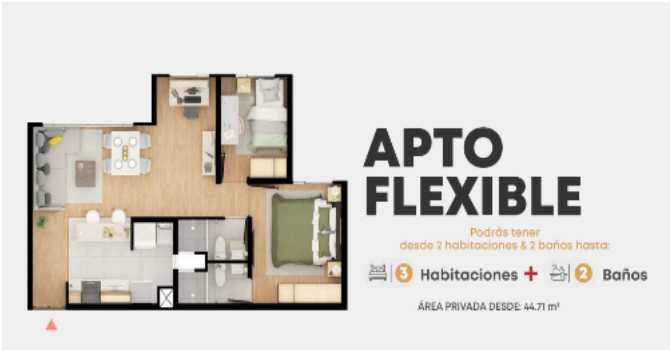 APTO
FLEXIBLE
Podrás tener
desde 2 habitaciones & 2 baños hasta:
3 Habitaciones + 2 Baños
ÁREA PRIVADA DESDE: 44.71 m²